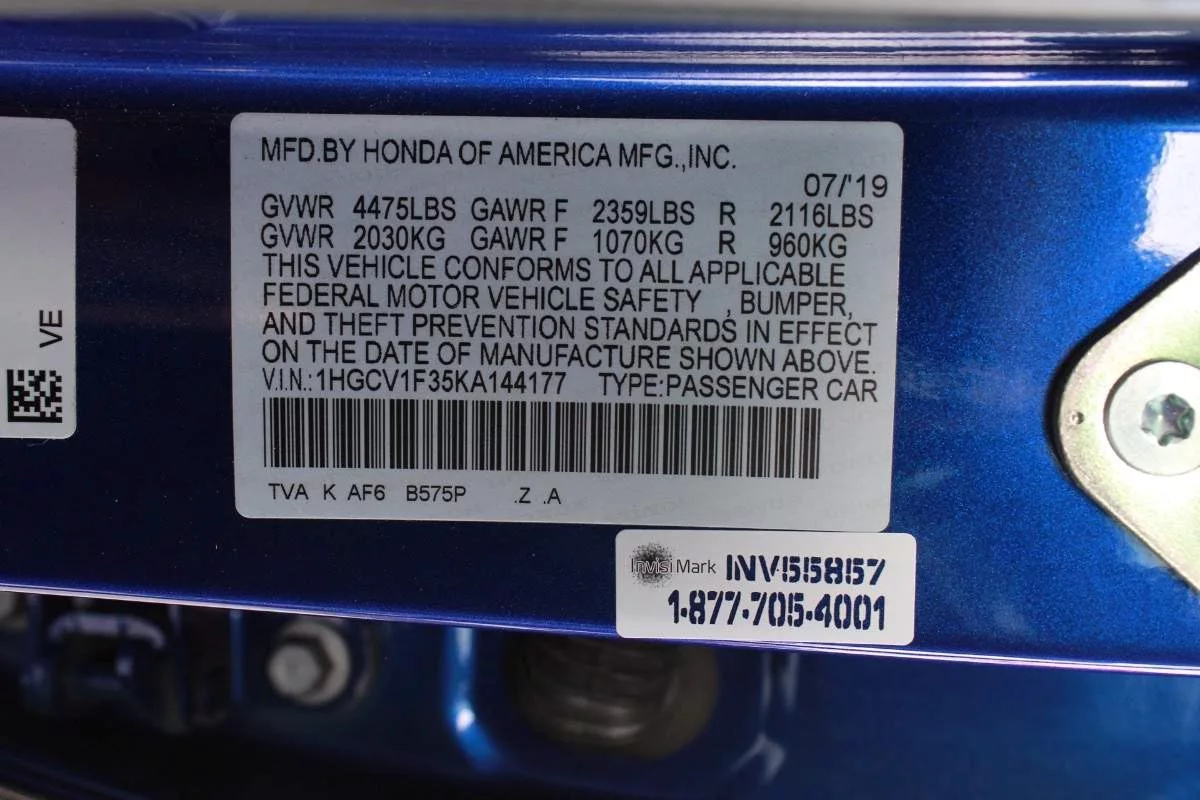 MFD.BY HONDA OF AMERICA MFG.,INC.
07/'19
GVWR 4475LBS GAWR F 2359LBS R 2116LBS
GVWR 2030KG GAWR F 1070KG R 960KG
THIS VEHICLE CONFORMS TO ALL APPLICABLE
FEDERAL MOTOR VEHICLE SAFETY , BUMPER,
AND THEFT PREVENTION STANDARDS IN EFFECT
ON THE DATE OF MANUFACTURE SHOWN ABOVE.
V.I.N.:1HGCV1F35KA144177 TYPE:PASSENGER CAR
TVA K AF6 B575P .Z .A
VE
InvisiMark INV55857
1-877-705-4001